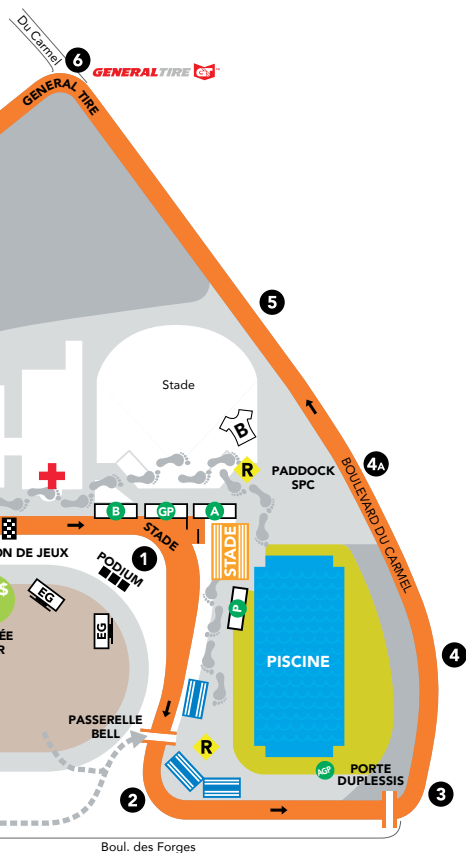 Du Carmel
6
GENERAL TIRE
GENERAL TIRE
5
Stade
B
4A
R
PADDOCK
SPC
BOULEVARD DU CARMEL
B
GP
A
STADE
STADE
ON DE JEUX
1
PODIUM
$
EG
EG
P
ÉE
R
PISCINE
4
PASSERELLE
BELL
R
AGP
PORTE
DUPLESSIS
2
3
Boul. des Forges